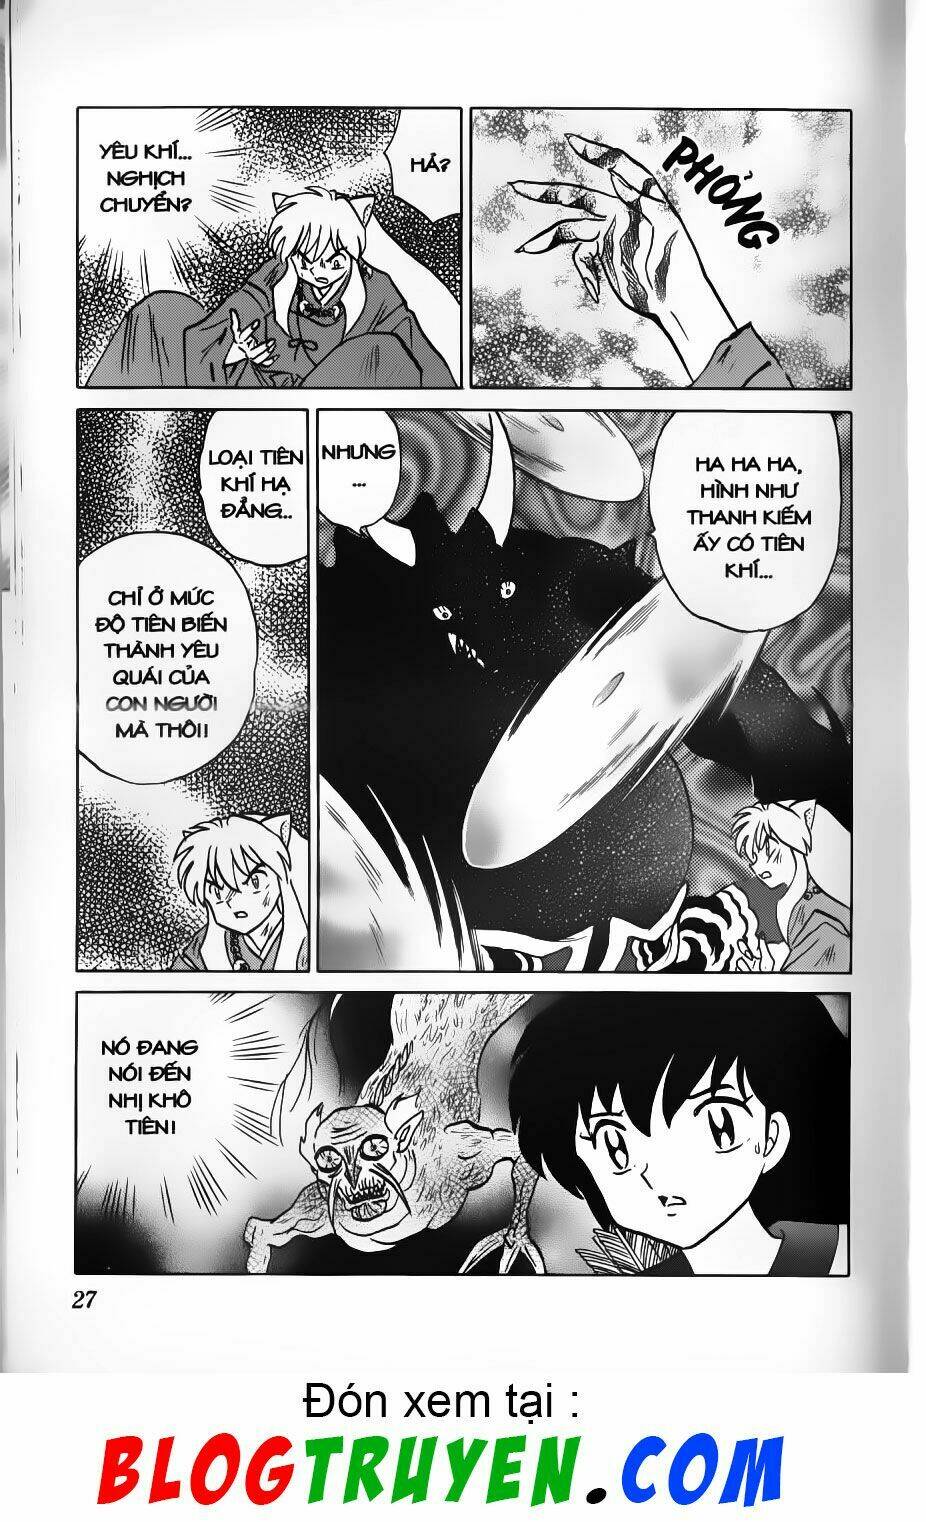 PHỎNG
HẢ?
YÊU KHÍ...
NGHỊCH
CHUYỂN?
HA HA HA,
HÌNH NHƯ
THANH KIẾM
ẤY CÓ TIÊN
KHÍ...
NHƯNG
...
LOẠI TIÊN
KHÍ HẠ
ĐẲNG..
CHỈ Ở MỨC
ĐỘ TIÊN BIẾN
THÀNH YÊU
QUÁI CỦA
CON NGƯỜI
MÀ THÔI!
NÓ ĐANG
NÓI ĐẾN
NHỊ KHÔ
TIÊN!
27
Đón xem tại :
BLOGTRUYEN.COM